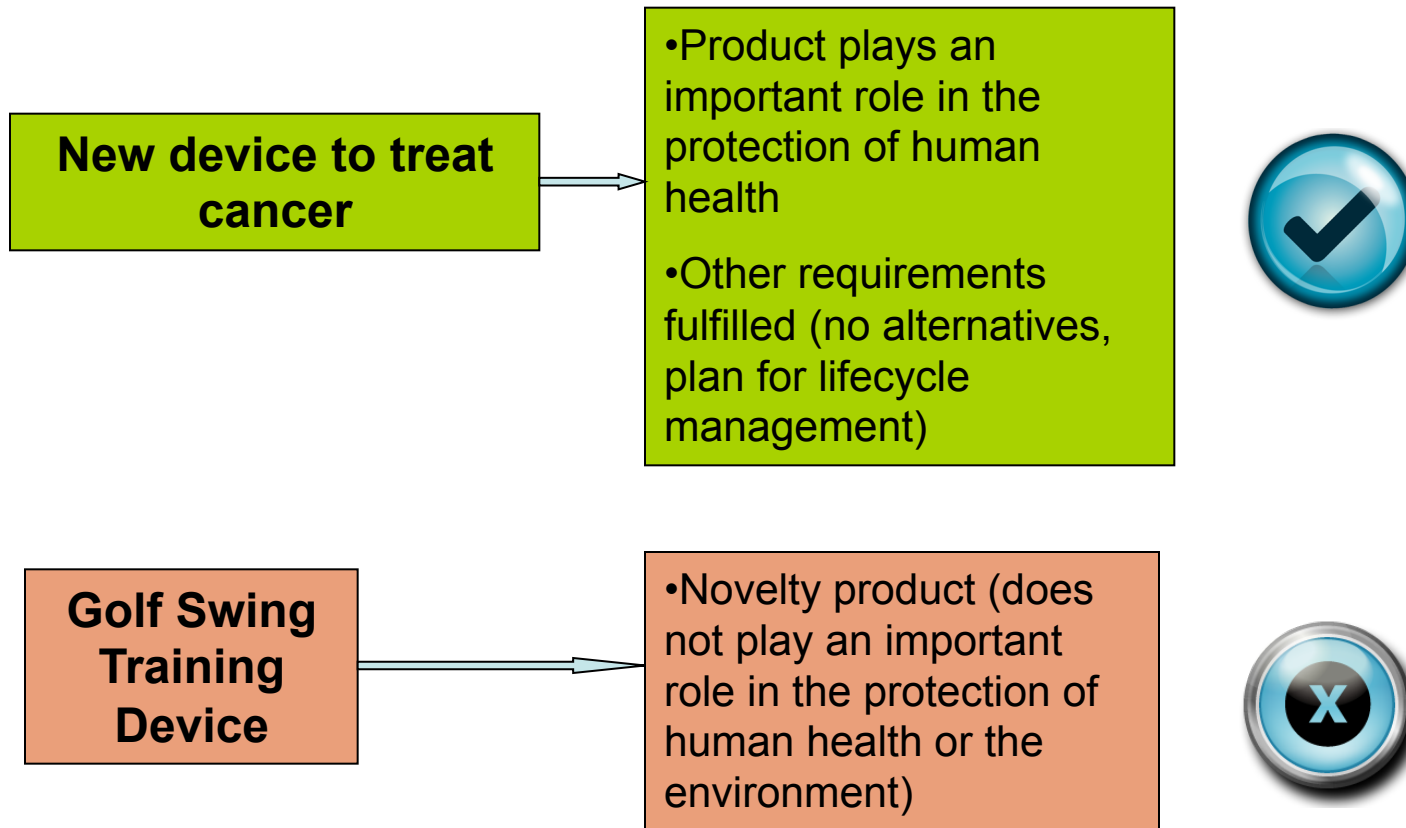 New device to treat
cancer
•Product plays an
important role in the
protection of human
health
•Other requirements
fulfilled (no alternatives,
plan for lifecycle
management)
Golf Swing
Training
Device
•Novelty product (does
not play an important
role in the protection of
human health or the
environment)
X